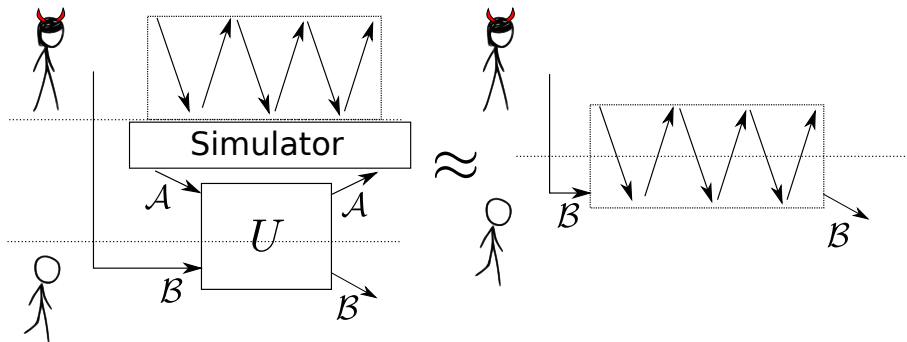 Simulator
≈
𝒜 𝒜
U
ℬ ℬ
ℬ ℬ